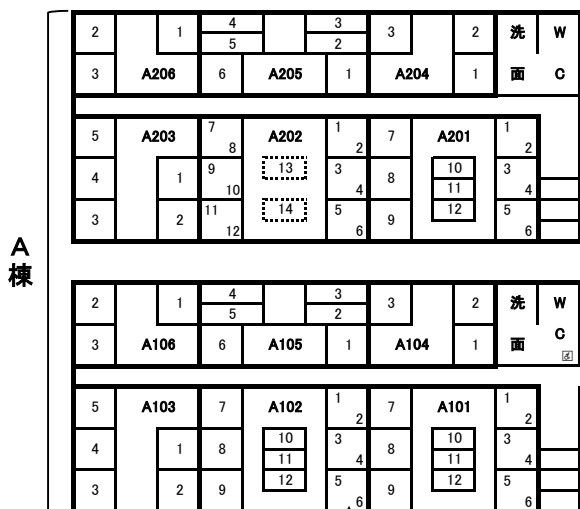 2 1 4 3 3 2 洗 W
5 2
3 A206 6 A205 1 A204 1 面 C
5 A203 7 8 A202 1 2 7 A201 1 2
4 1 9 10 13 3 4 8 10 3 4
11
3 2 11 12 14 5 6 9 12 5 6
A
棟
2 1 4 3 3 2 洗 W
5 2
3 A106 6 A105 1 A104 1 面 C
5 A103 7 A102 1 2 7 A101 1 2
4 1 8 10 3 4 8 10 3 4
11 11
3 2 9 12 5 6 9 12 5 6